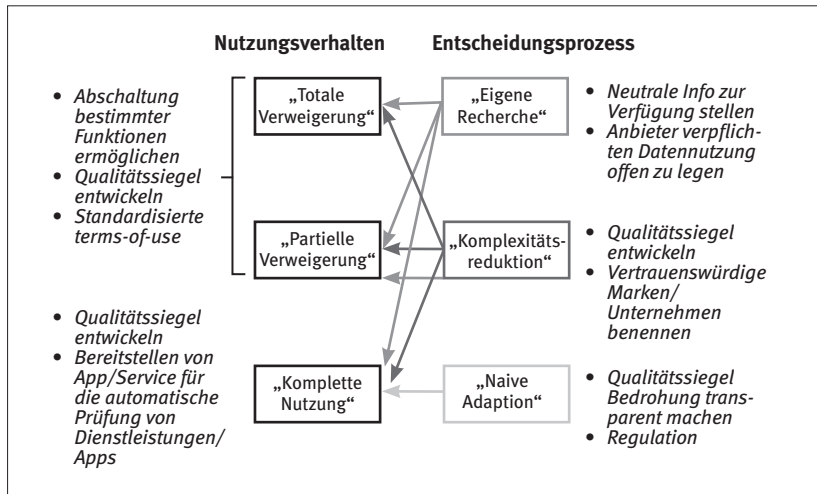 Nutzungsverhalten
Entscheidungsprozess
• Abschaltung
bestimmter
Funktionen
ermöglichen
• Qualitätssiegel
entwickeln
• Standardisierte
terms-of-use
„Totale
Verweigerung“
„Eigene
Recherche“
• Neutrale Info zur
Verfügung stellen
• Anbieter verpflich-
ten Datennutzung
offen zu legen
„Partielle
Verweigerung“
„Komplexitäts-
reduktion“
• Qualitätssiegel
entwickeln
• Vertrauenswürdige
Marken/
Unternehmen
benennen
• Qualitätssiegel
entwickeln
• Bereitstellen von
App/Service für
die automatische
Prüfung von
Dienstleistungen/
Apps
„Komplette
Nutzung“
„Naive
Adaption“
• Qualitätssiegel
Bedrohung trans-
parent machen
• Regulation